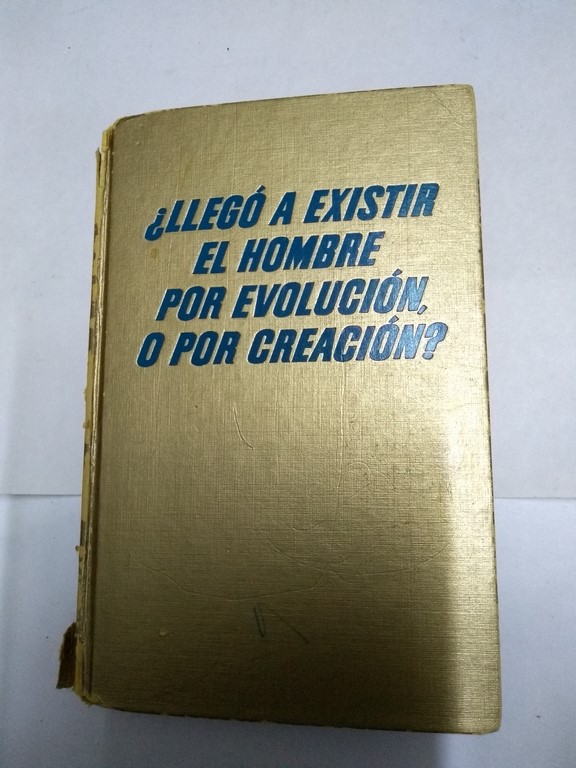 ¿LLEGÓ A EXISTIR
EL HOMBRE
POR EVOLUCIÓN,
O POR CREACIÓN?